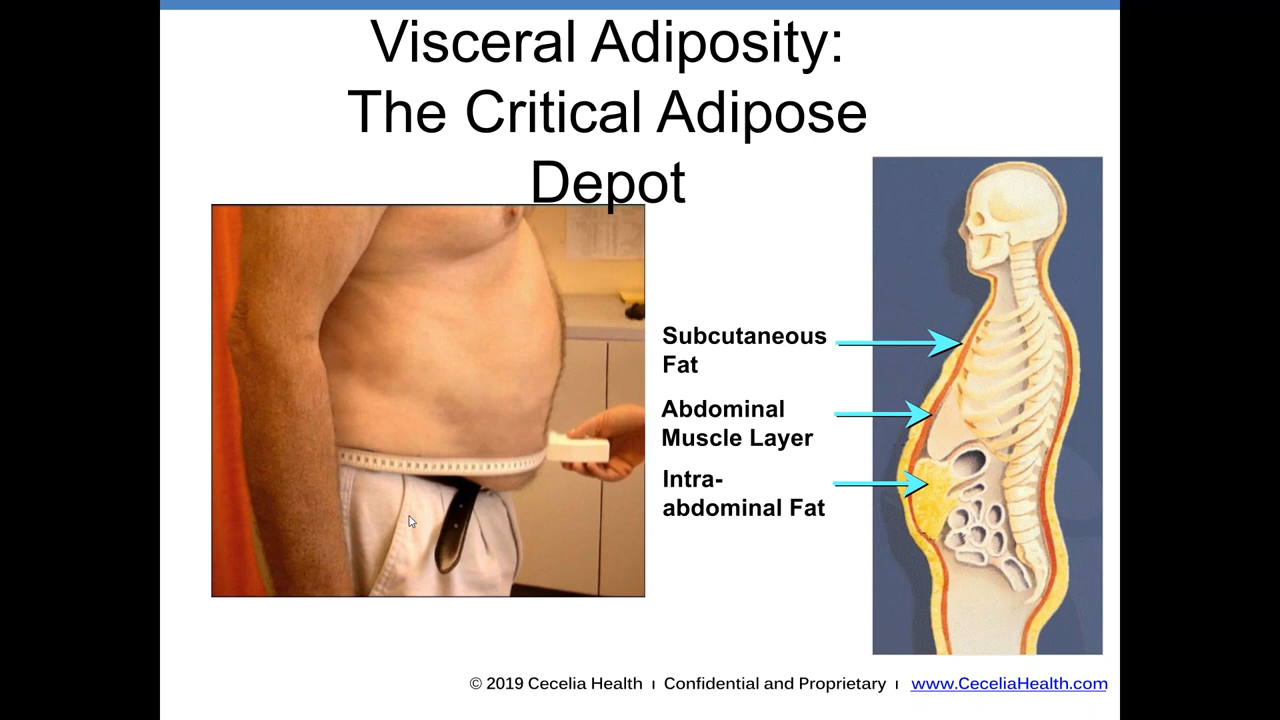 Visceral Adiposity:
The Critical Adipose
Depot
Subcutaneous
Fat
Abdominal
Muscle Layer
Intra-
abdominal Fat
© 2019 Cecelia Health ı Confidential and Proprietary ı www.CeceliaHealth.com